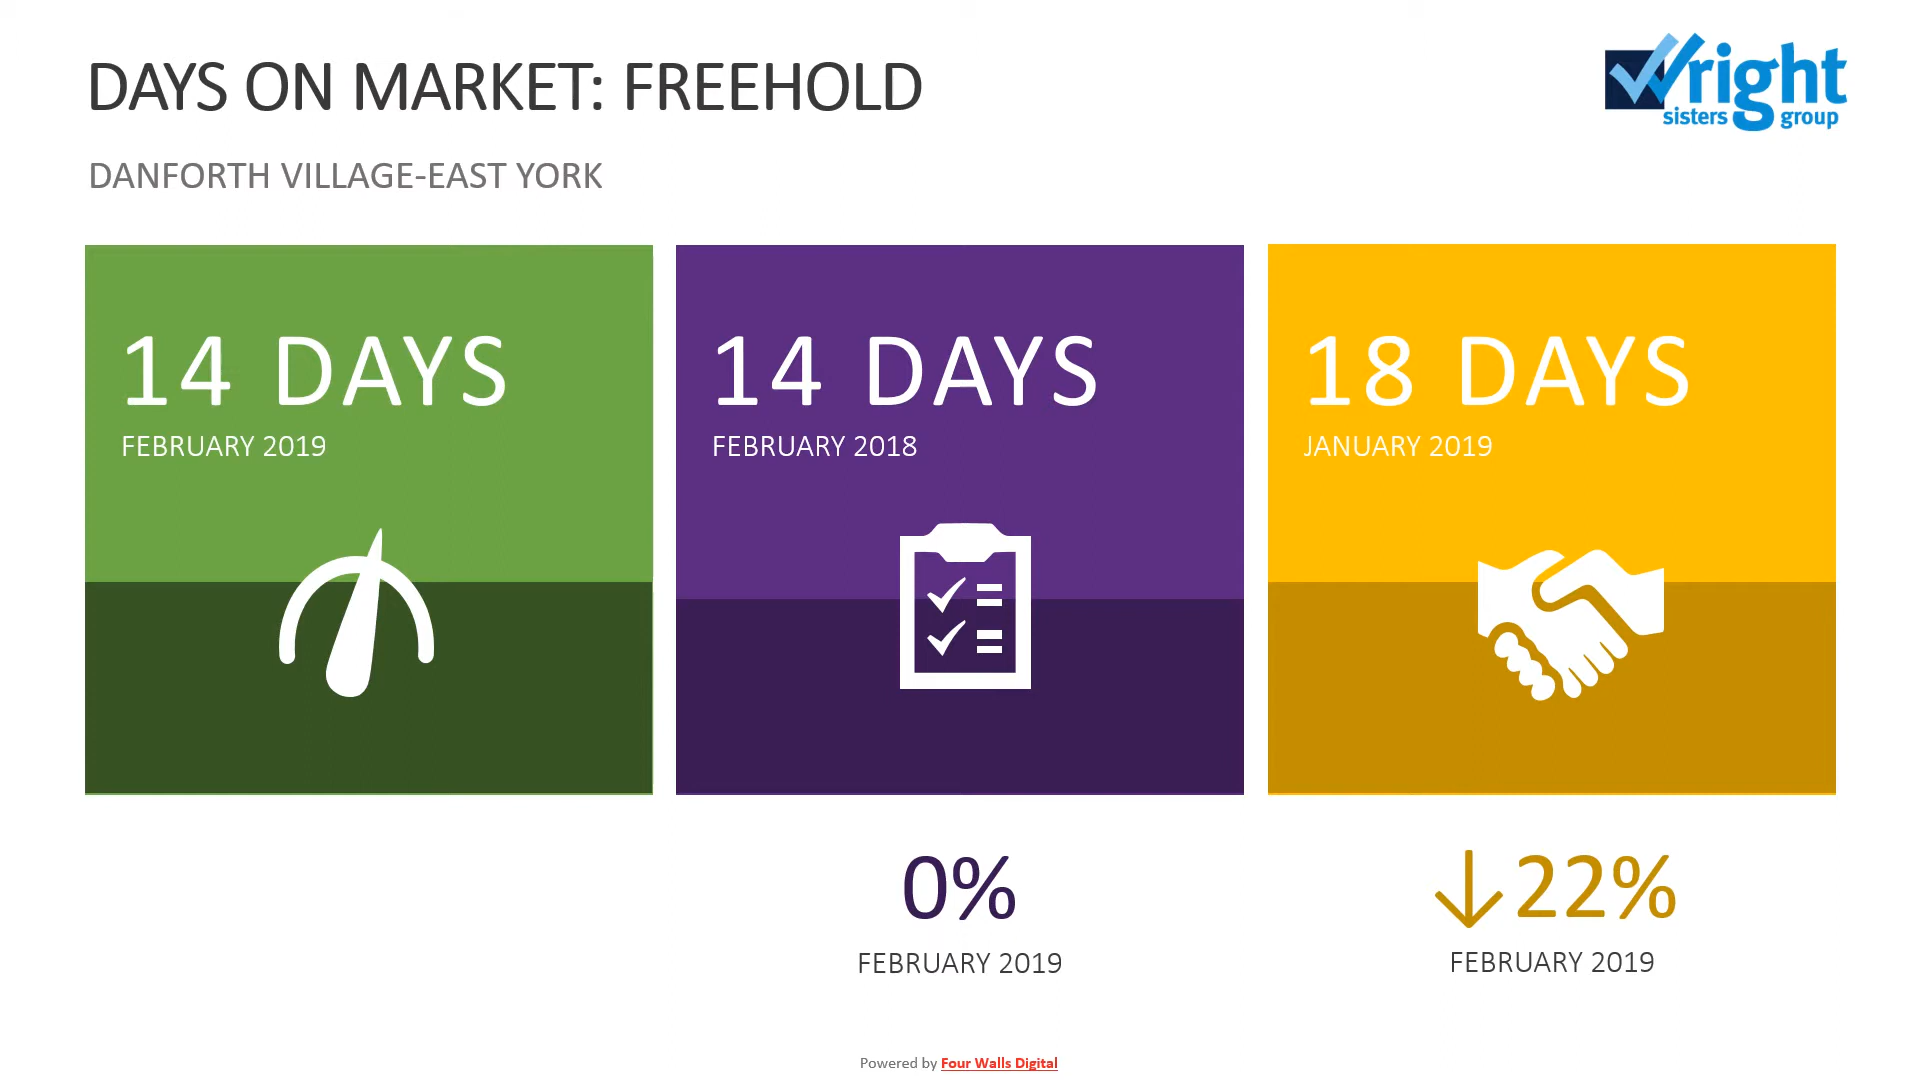 DAYS ON MARKET: FREEHOLD
Wright
sisters group
DANFORTH VILLAGE-EAST YORK
14 DAYS
FEBRUARY 2019
14 DAYS
FEBRUARY 2018
18 DAYS
JANUARY 2019
0%
FEBRUARY 2019
↓22%
FEBRUARY 2019
Powered by Four Walls Digital